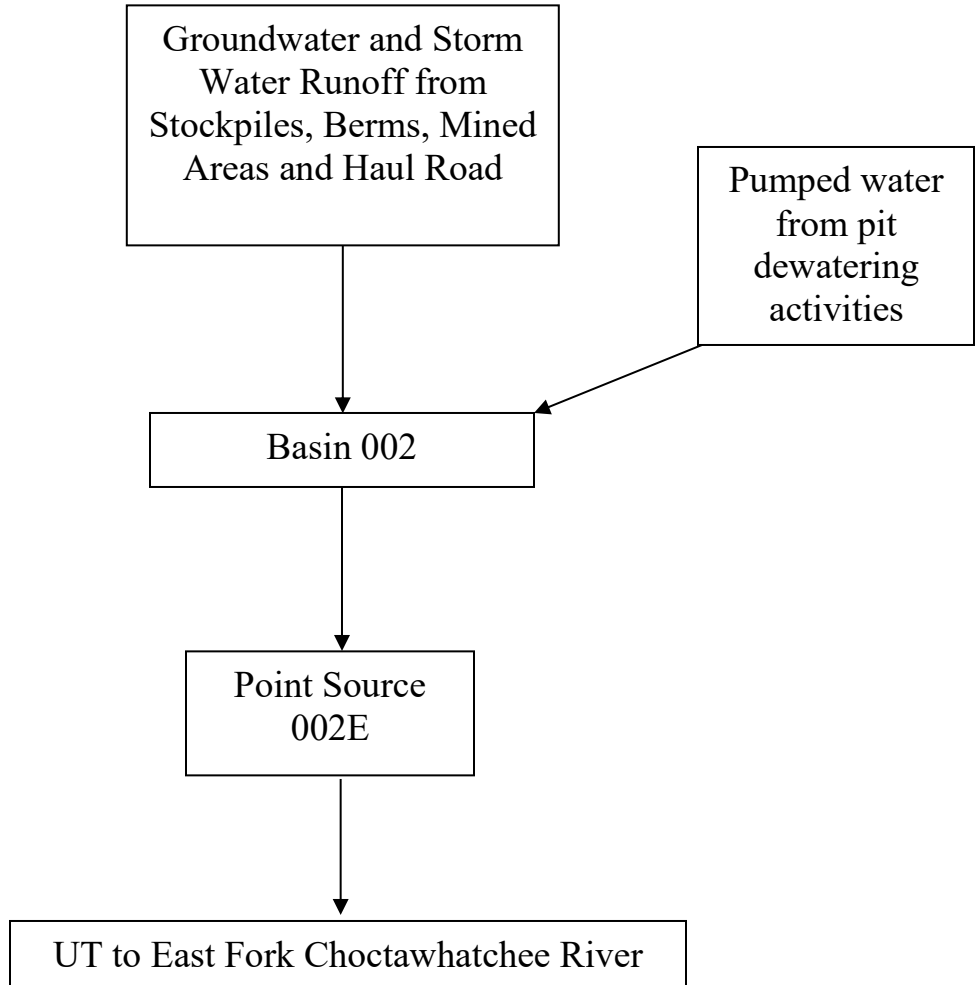 Groundwater and Storm
Water Runoff from
Stockpiles, Berms, Mined
Areas and Haul Road
Pumped water
from pit
dewatering
activities
Basin 002
Point Source
002E
UT to East Fork Choctawhatchee River